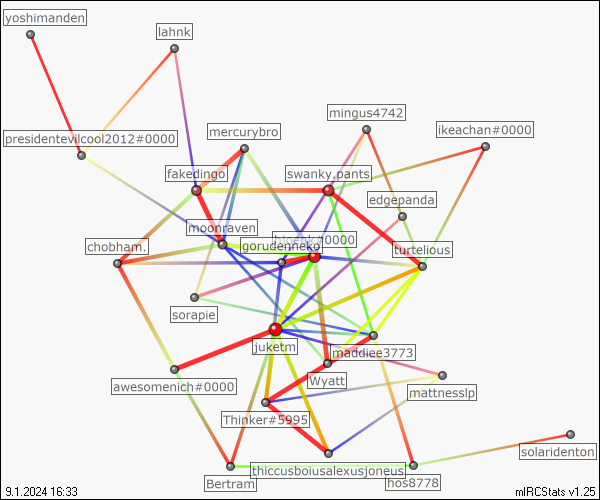 yoshimanden
lahnk
mingus4742
ikeachan#0000
mercurybro
presidentevilcool2012#0000
fakedingo
swanky.pants
edgepanda
moonraven
#0000
gorudenneko
chobham.
turtelious
sorapie
juketm
maddiee3773
awesomenich#0000
Wyatt
mattnesslp
Thinker#5995
solaridenton
thiccusboiusalexusjoneus
Bertram
hos8778
9.1.2024 16:33
mIRCStats v1.25